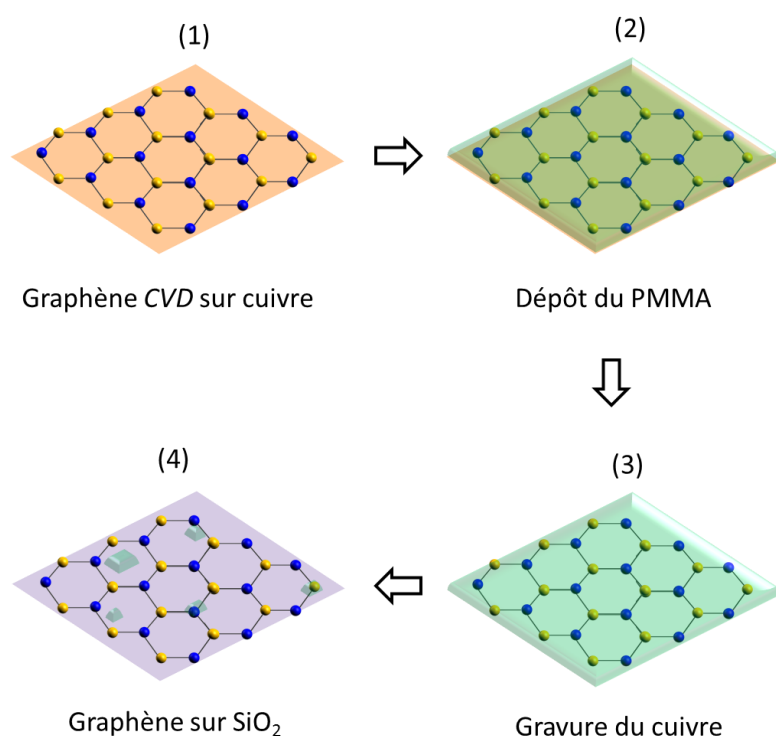 (1)
(2)
Graphène CVD sur cuivre
Dépôt du PMMA
(4)
(3)
Graphène sur SiO₂
Gravure du cuivre